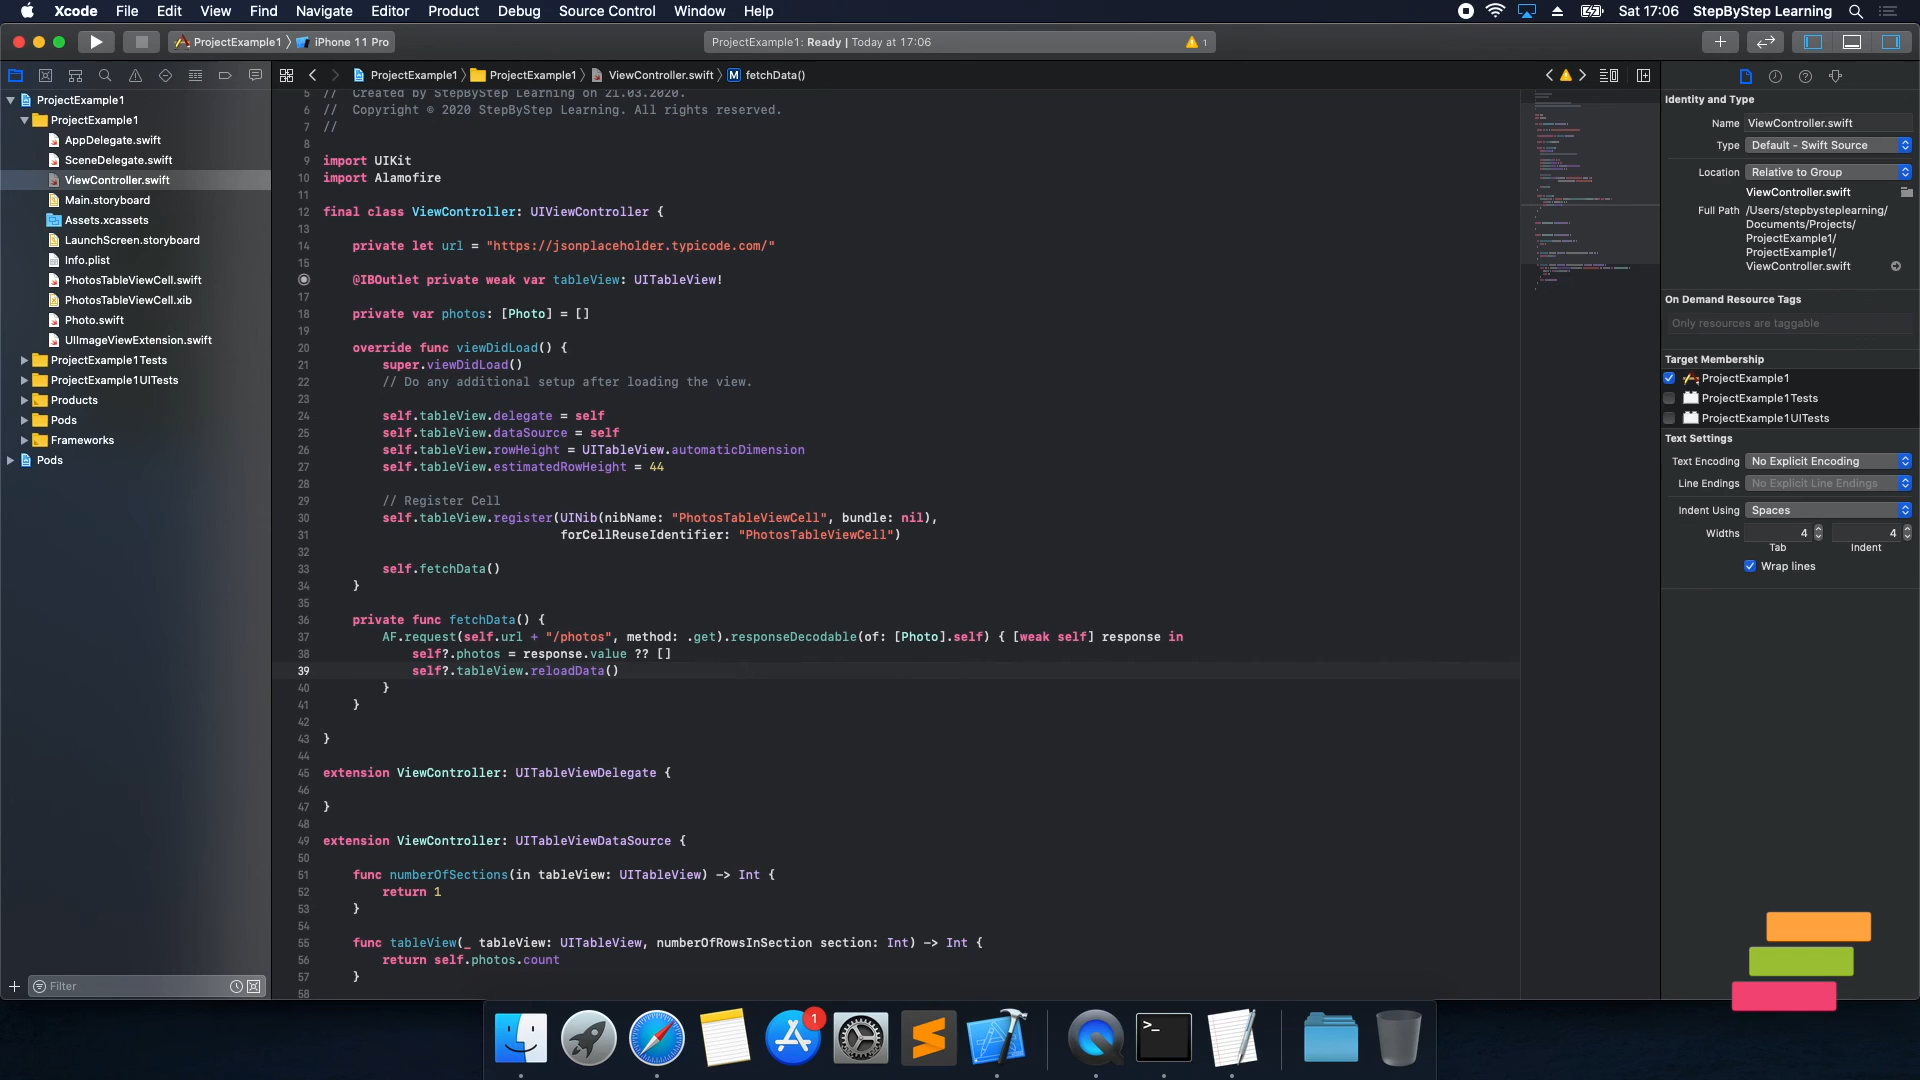 Xcode File Edit View Find Navigate Editor Product Debug Source Control Window Help Sat 17:06 StepByStep Learning
ProjectExample1 iPhone 11 Pro ProjectExample1: Ready | Today at 17:06 1
ProjectExample1 ProjectExample1 ViewController.swift M fetchData()
ProjectExample1
ProjectExample1
AppDelegate.swift
SceneDelegate.swift
ViewController.swift
Main.storyboard
Assets.xcassets
LaunchScreen.storyboard
Info.plist
PhotosTableViewCell.swift
PhotosTableViewCell.xib
Photo.swift
UIImageViewExtension.swift
ProjectExample1Tests
ProjectExample1UITests
Products
Pods
Frameworks
Pods
Filter
5 // Created by StepByStep Learning on 21.03.2020.
6 // Copyright © 2020 StepByStep Learning. All rights reserved.
7 //
8
9 import UIKit
10 import Alamofire
11
12 final class ViewController: UIViewController {
13
14 private let url = "https://jsonplaceholder.typicode.com/"
15
@IBOutlet private weak var tableView: UITableView!
17
18 private var photos: [Photo] = []
19
20 override func viewDidLoad() {
21 super.viewDidLoad()
22 // Do any additional setup after loading the view.
23
24 self.tableView.delegate = self
25 self.tableView.dataSource = self
26 self.tableView.rowHeight = UITableView.automaticDimension
27 self.tableView.estimatedRowHeight = 44
28
29 // Register Cell
30 self.tableView.register(UINib(nibName: "PhotosTableViewCell", bundle: nil),
31 forCellReuseIdentifier: "PhotosTableViewCell")
32
33 self.fetchData()
34 }
35
36 private func fetchData() {
37 AF.request(self.url + "/photos", method: .get).responseDecodable(of: [Photo].self) { [weak self] response in
38 self?.photos = response.value ?? []
39 self?.tableView.reloadData()
40 }
41 }
42
43 }
44
45 extension ViewController: UITableViewDelegate {
46
47 }
48
49 extension ViewController: UITableViewDataSource {
50
51 func numberOfSections(in tableView: UITableView) -> Int {
52 return 1
53 }
54
55 func tableView(_ tableView: UITableView, numberOfRowsInSection section: Int) -> Int {
56 return self.photos.count
57 }
58
Identity and Type
Name ViewController.swift
Type Default - Swift Source
Location Relative to Group
ViewController.swift
Full Path /Users/stepbysteplearning/
Documents/Projects/
ProjectExample1/
ProjectExample1/
ViewController.swift
On Demand Resource Tags
Only resources are taggable
Target Membership
ProjectExample1
ProjectExample1Tests
ProjectExample1UITests
Text Settings
Text Encoding No Explicit Encoding
Line Endings No Explicit Line Endings
Indent Using Spaces
Widths 4 4
Tab Indent
Wrap lines
1
>_